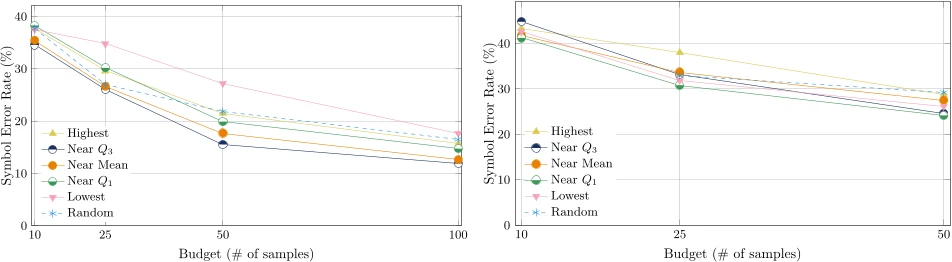 40
30
20
10
0
Symbol Error Rate (%)
Highest
Near Q3
Near Mean
Near Q1
Lowest
Random
10
25
50
100
Budget (# of samples)
40
30
20
10
0
Symbol Error Rate (%)
Highest
Near Q3
Near Mean
Near Q1
Lowest
Random
10
25
50
Budget (# of samples)